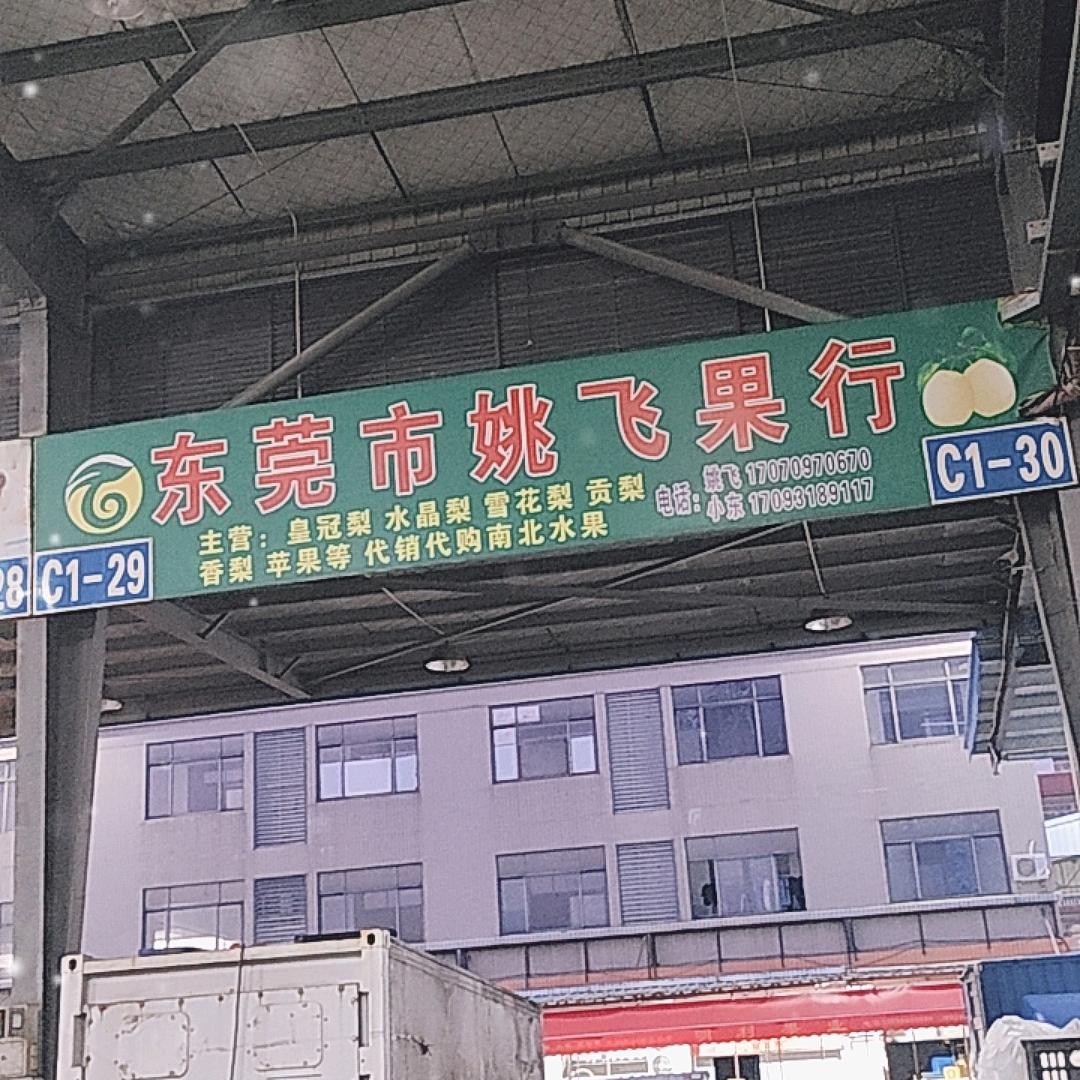 东莞市姚飞果行
主营：皇冠梨 水晶梨 雪花梨 贡梨
香梨 苹果等 代销代购南北水果
电话：姚飞 17070970670
小东 17093189117
28
C1-29
C1-30